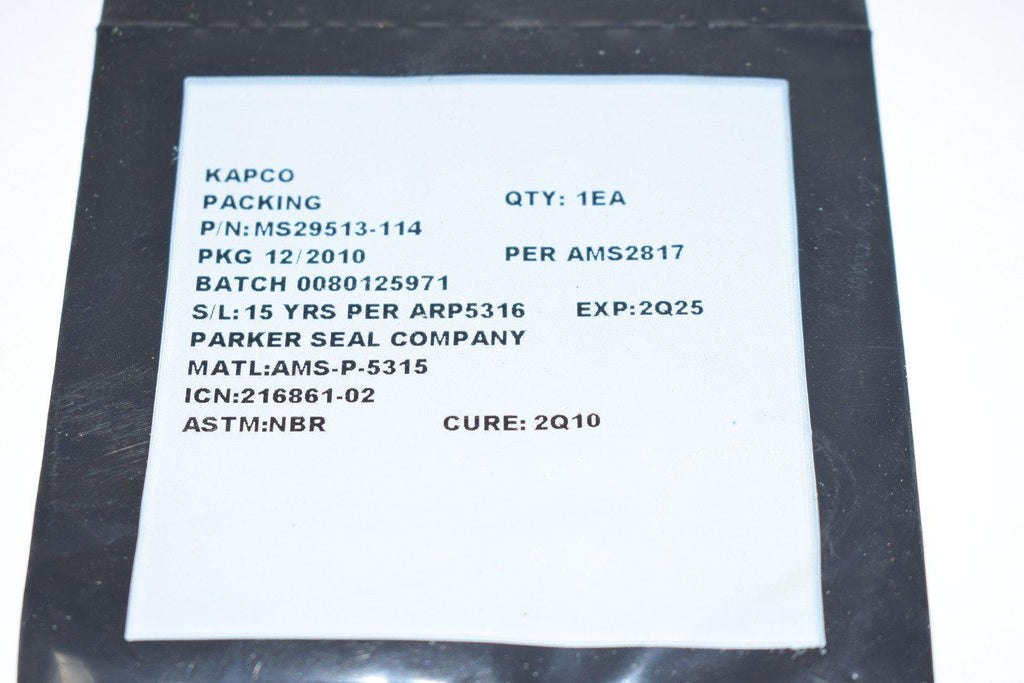 KAPCO
PACKING QTY: 1EA
P/N:MS29513-114
PKG 12/2010 PER AMS2817
BATCH 0080125971
S/L:15 YRS PER ARP5316 EXP:2Q25
PARKER SEAL COMPANY
MATL:AMS-P-5315
ICN:216861-02
ASTM:NBR CURE: 2Q10